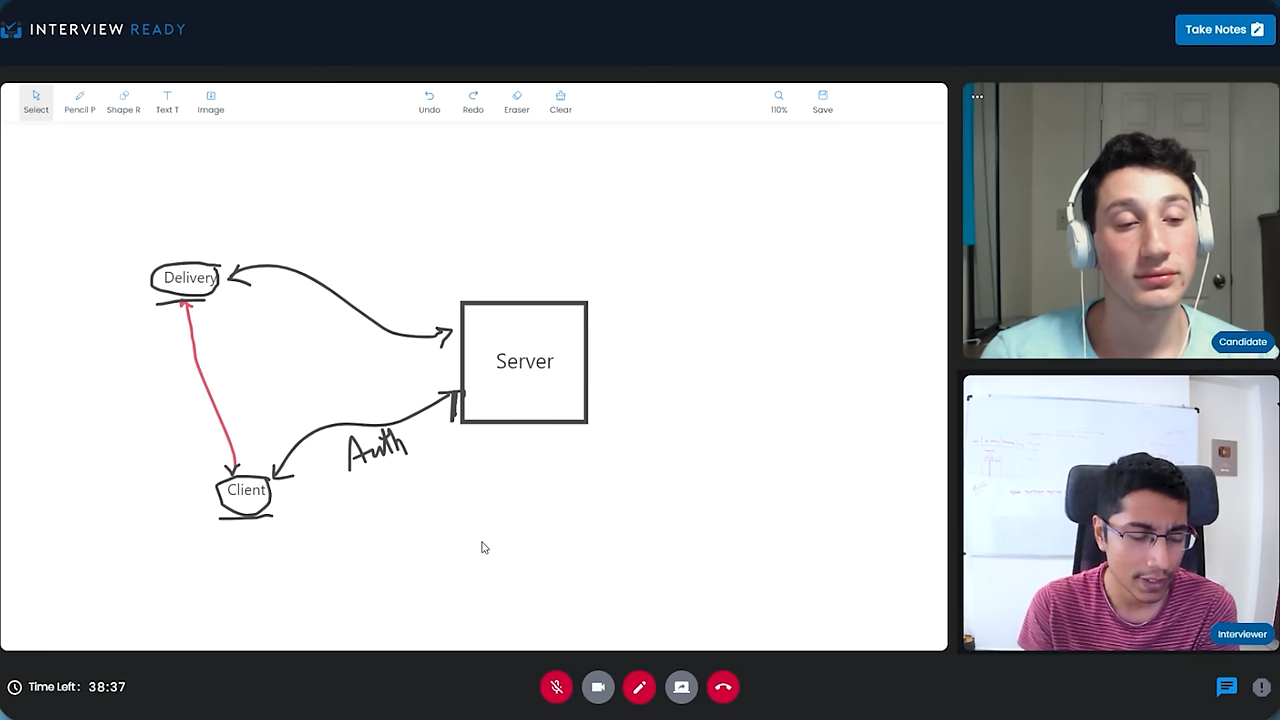 INTERVIEW READY
Take Notes
Select
Pencil P
Shape R
Text T
Image
Undo
Redo
Eraser
Clear
110%
Save
Delivery
Server
Auth
Client
Candidate
Interviewer
Time Left : 38:37